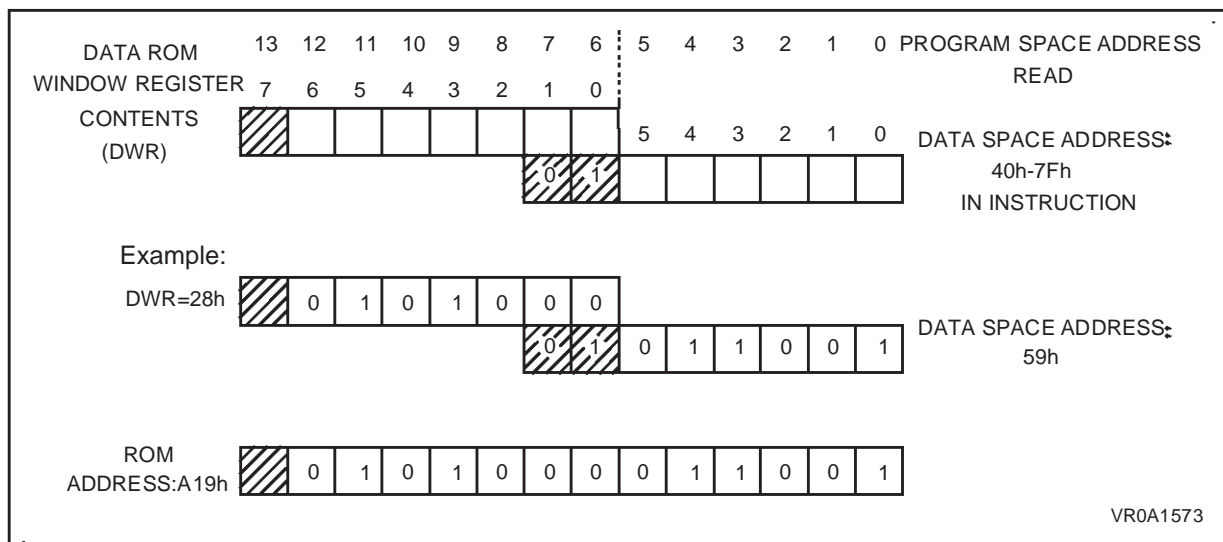 DATA ROM 13 12 11 10 9 8 7 6 5 4 3 2 1 0 PROGRAM SPACE ADDRESS
READ
WINDOW REGISTER 7 6 5 4 3 2 1 0
CONTENTS
(DWR)
5 4 3 2 1 0 DATA SPACE ADDRESS:
40h-7Fh
0 1
IN INSTRUCTION
Example:
DWR=28h 0 1 0 1 0 0 0
0 1 0 1 1 0 0 1 DATA SPACE ADDRESS:
59h
ROM
ADDRESS:A19h 0 1 0 1 0 0 0 0 1 1 0 0 1
VR0A1573